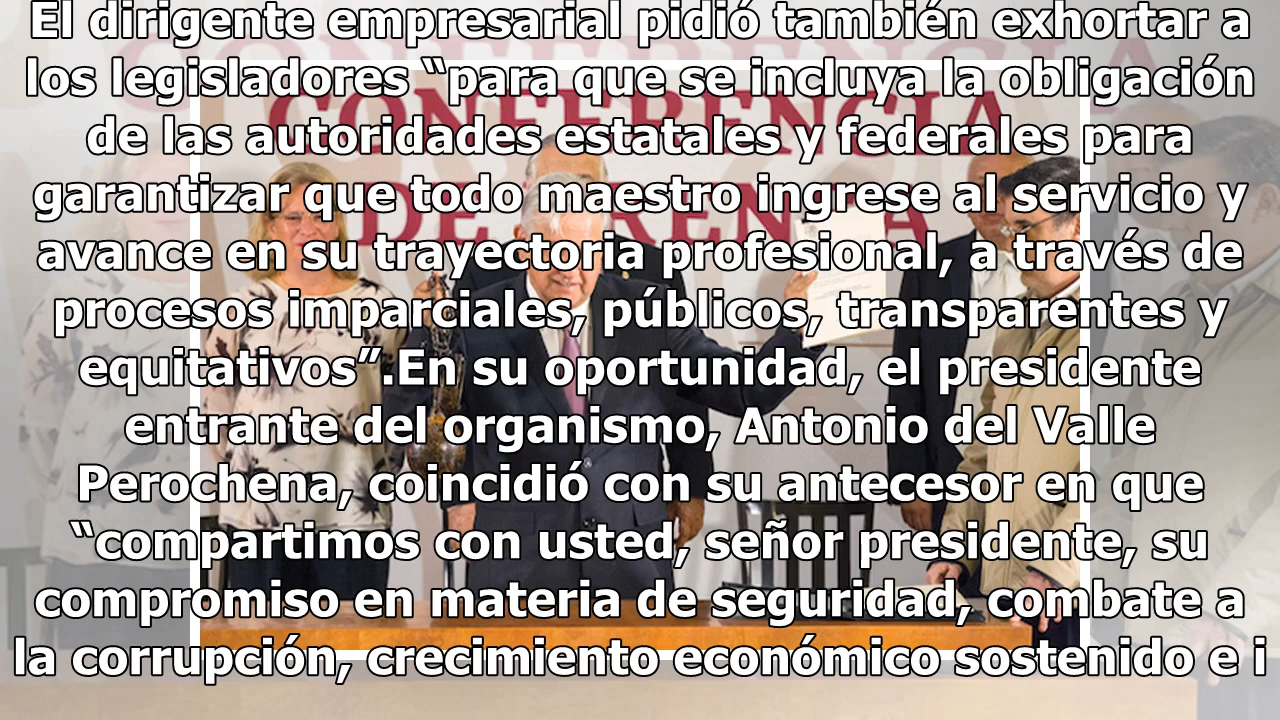 El dirigente empresarial pidió también exhortar a
los legisladores “para que se incluya la obligación
de las autoridades estatales y federales para
garantizar que todo maestro ingrese al servicio y
avance en su trayectoria profesional, a través de
procesos imparciales, públicos, transparentes y
equitativos”.En su oportunidad, el presidente
entrante del organismo, Antonio del Valle
Perochena, coincidió con su antecesor en que
“compartimos con usted, señor presidente, su
compromiso en materia de seguridad, combate a
la corrupción, crecimiento económico sostenido e i
CONFERENCIA
DE PRENSA